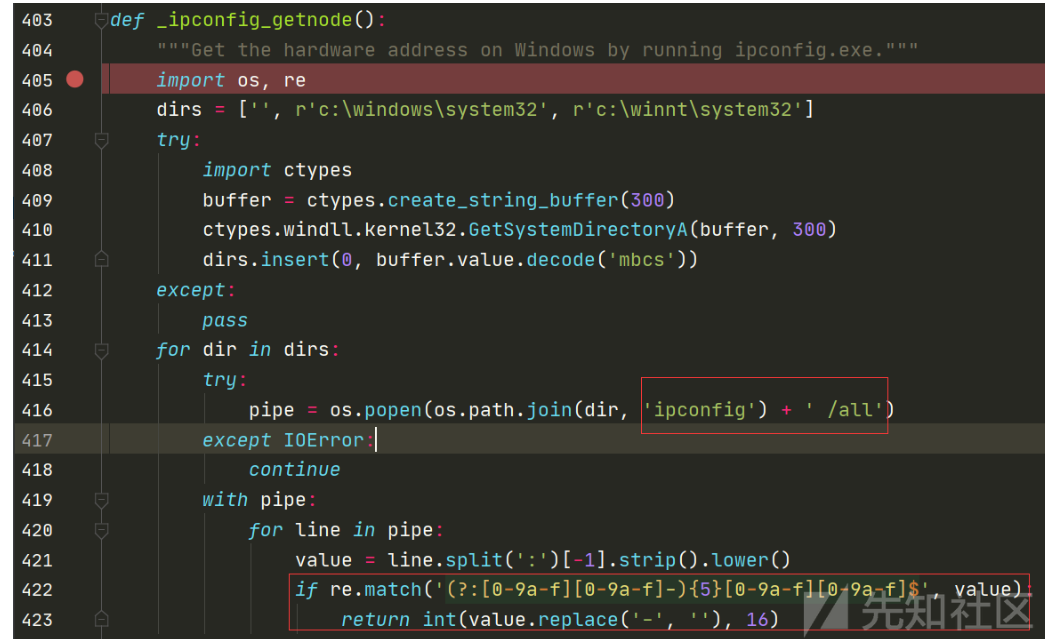 403 def _ipconfig_getnode():
404     """Get the hardware address on Windows by running ipconfig.exe."""
405     import os, re
406     dirs = ['', r'c:\windows\system32', r'c:\winnt\system32']
407     try:
408         import ctypes
409         buffer = ctypes.create_string_buffer(300)
410         ctypes.windll.kernel32.GetSystemDirectoryA(buffer, 300)
411         dirs.insert(0, buffer.value.decode('mbcs'))
412     except:
413         pass
414     for dir in dirs:
415         try:
416             pipe = os.popen(os.path.join(dir, 'ipconfig') + ' /all')
417         except IOError:
418             continue
419         with pipe:
420             for line in pipe:
421                 value = line.split(':')[-1].strip().lower()
422                 if re.match('(?:[0-9a-f][0-9a-f]-){5}[0-9a-f][0-9a-f]$', value):
423                     return int(value.replace('-', ''), 16)
先知社区